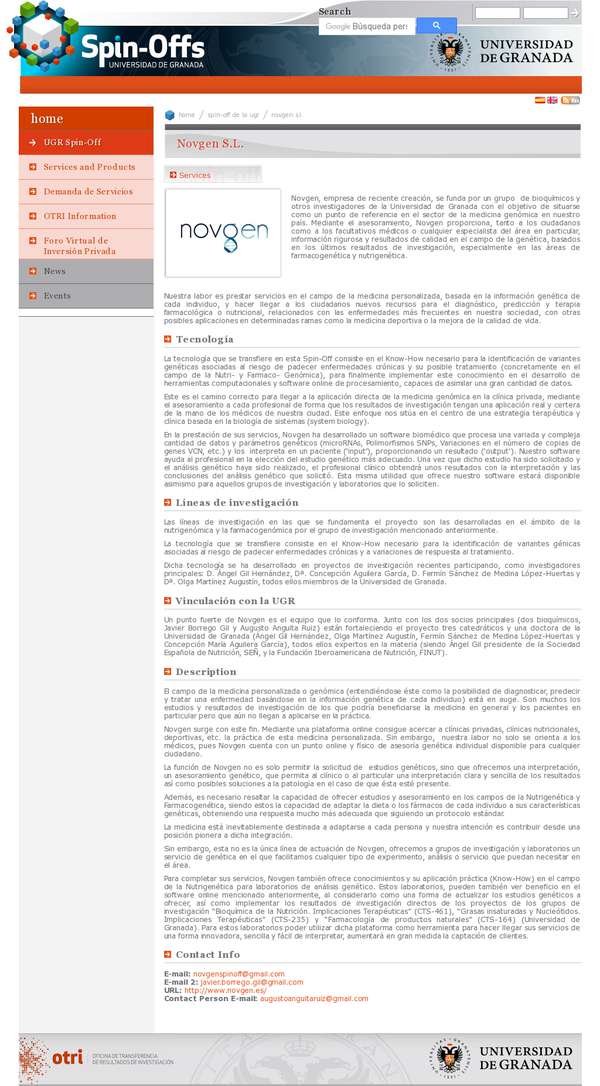 Search
Google Búsqueda pers
Spin-Offs
UNIVERSIDAD DE GRANADA
UNIVERSIDAD
DE GRANADA
home
UGR Spin-Off
Services and Products
Demanda de Servicios
OTRI Information
Foro Virtual de
Inversión Privada
News
Events
home / spin-off de la ugr / novgen s.l
Novgen S.L.
Services
novgen
Novgen, empresa de reciente creación, se funda por un grupo de bioquímicos y
otros investigadores de la Universidad de Granada con el objetivo de situarse
como un punto de referencia en el sector de la medicina genómica en nuestro
país. Mediante el asesoramiento, Novgen proporciona, tanto a los ciudadanos
como a los facultativos médicos o cualquier especialista del área en particular,
información rigurosa y resultados de calidad en el campo de la genética, basados
en los últimos resultados de investigación, especialmente en las áreas de
farmacogenética y nutrigenética.
Nuestra labor es prestar servicios en el campo de la medicina personalizada, basada en la información genética de
cada individuo, y hacer llegar a los ciudadanos nuevos recursos para el diagnóstico, predicción y terapia
farmacológica o nutricional, relacionados con las enfermedades más frecuentes en nuestra sociedad, con otras
posibles aplicaciones en determinadas ramas como la medicina deportiva o la mejora de la calidad de vida.
Tecnología
La tecnología que se transfiere en esta Spin-Off consiste en el Know-How necesario para la identificación de variantes
genéticas asociadas al riesgo de padecer enfermedades crónicas y su posible tratamiento (concretamente en el
campo de la Nutri- y Farmaco- Genómica), para finalmente implementar este conocimiento en el desarrollo de
herramientas computacionales y software online de procesamiento, capaces de asimilar una gran cantidad de datos.
Este es el camino correcto para llegar a la aplicación directa de la medicina genómica en la clínica privada, mediante
el asesoramiento a cada profesional de forma que los resultados de investigación tengan una aplicación real y certera
de la mano de los médicos de nuestra ciudad. Este enfoque nos sitúa en el centro de una estrategia terapéutica y
clínica basada en la biología de sistemas (system biology).
En la prestación de sus servicios, Novgen ha desarrollado un software biomédico que procesa una variada y compleja
cantidad de datos y parámetros genéticos (microRNAs, Polimorfismos SNPs, Variaciones en el número de copias de
genes VCN, etc.) y los interpreta en un paciente ('input'), proporcionando un resultado ('output'). Nuestro software
ayuda al profesional en la elección del estudio genético más adecuado. Una vez que dicho estudio ha sido solicitado y
el análisis genético haya sido realizado, el profesional clínico obtendrá unos resultados con la interpretación y las
conclusiones del análisis genético que solicitó. Esta misma utilidad que ofrece nuestro software estará disponible
asimismo para aquellos grupos de investigación y laboratorios que lo soliciten.
Líneas de investigación
Las líneas de investigación en las que se fundamenta el proyecto son las desarrolladas en el ámbito de la
nutrigenómica y la farmacogenómica por el grupo de investigación mencionado anteriormente.
La tecnología que se transfiere consiste en el Know-How necesario para la identificación de variantes génicas
asociadas al riesgo de padecer enfermedades crónicas y a variaciones de respuesta al tratamiento.
Dicha tecnología se ha desarrollado en proyectos de investigación recientes participando, como investigadores
principales: D. Ángel Gil Hernández, Dª. Concepción Aguilera García, D. Fermín Sánchez de Medina López-Huertas y
Dª. Olga Martínez Augustín, todos ellos miembros de la Universidad de Granada.
Vinculación con la UGR
Un punto fuerte de Novgen es el equipo que lo conforma. Junto con los dos socios principales (dos bioquímicos,
Javier Borrego Gil y Augusto Anguita Ruiz) están fortaleciendo el proyecto tres catedráticos y una doctora de la
Universidad de Granada (Ángel Gil Hernández, Olga Martínez Augustín, Fermín Sánchez de Medina López-Huertas y
Concepción María Aguilera García), todos ellos expertos en la materia (siendo Ángel Gil presidente de la Sociedad
Española de Nutrición, SEÑ, y la Fundación Iberoamericana de Nutrición, FINUT).
Description
El campo de la medicina personalizada o genómica (entendiéndose éste como la posibilidad de diagnosticar, predecir
y tratar una enfermedad basándose en la información genética de cada individuo) está en auge. Son muchos los
estudios y resultados de investigación de los que podría beneficiarse la medicina en general y los pacientes en
particular pero que aún no llegan a aplicarse en la práctica.
Novgen surge con este fin. Mediante una plataforma online consigue acercar a clínicas privadas, clínicas nutricionales,
deportivas, etc. la práctica de esta medicina personalizada. Sin embargo, nuestra labor no solo se orienta a los
médicos, pues Novgen cuenta con un punto online y físico de asesoría genética individual disponible para cualquier
ciudadano.
La función de Novgen no es solo permitir la solicitud de estudios genéticos, sino que ofrecemos una interpretación,
un asesoramiento genético, que permita al clínico o al particular una interpretación clara y sencilla de los resultados
así como posibles soluciones a la patología en el caso de que ésta esté presente.
Además, es necesario resaltar la capacidad de ofrecer estudios y asesoramiento en los campos de la Nutrigenética y
Farmacogenética, siendo estos la capacidad de adaptar la dieta o los fármacos de cada individuo a sus características
genéticas, obteniendo una respuesta mucho más adecuada que siguiendo un protocolo estándar.
La medicina está inevitablemente destinada a adaptarse a cada persona y nuestra intención es contribuir desde una
posición pionera a dicha integración.
Sin embargo, esta no es la única línea de actuación de Novgen, ofrecemos a grupos de investigación y laboratorios un
servicio de genética en el que facilitamos cualquier tipo de experimento, análisis o servicio que puedan necesitar en
el área.
Para completar sus servicios, Novgen también ofrece conocimientos y su aplicación práctica (Know-How) en el campo
de la Nutrigenética para laboratorios de análisis genético. Estos laboratorios, pueden también ver beneficio en el
software online mencionado anteriormente, al considerarlo como una forma de actualizar los estudios genéticos a
ofrecer, así como implementar los resultados de investigación directos de los proyectos de los grupos de
investigación "Bioquímica de la Nutrición. Implicaciones Terapéuticas" (CTS-461), "Grasas insaturadas y Nucleótidos.
Implicaciones Terapéuticas" (CTS-235) y "Farmacología de productos naturales" (CTS-164) (Universidad de
Granada). Para estos laboratorios poder utilizar dicha plataforma como herramienta para hacer llegar sus servicios de
una forma innovadora, sencilla y fácil de interpretar, aumentará en gran medida la captación de clientes.
Contact Info
E-mail: novgenspinoff@gmail.com
E-mail 2: javier.borrego.gil@gmail.com
URL: http://www.novgen.es/
Contact Person E-mail: augustoanguitaruiz@gmail.com
otri
OFICINA DE TRANSFERENCIA
DE RESULTADOS DE INVESTIGACIÓN
UNIVERSIDAD
DE GRANADA